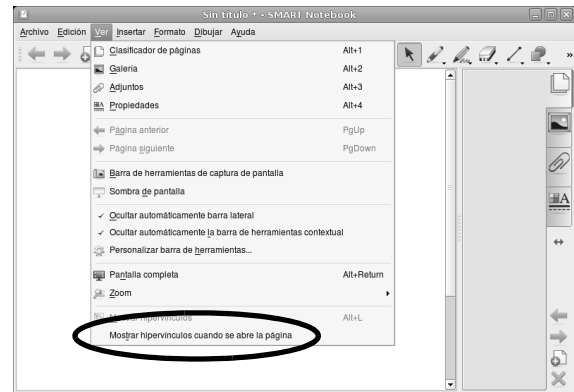 Sin título * - SMART Notebook
Archivo Edición Ver Insertar Formato Dibujar Ayuda
Clasificador de páginas Alt+1
Galería Alt+2
Adjuntos Alt+3
Propiedades Alt+4
Página anterior PgUp
Página siguiente PgDown
Barra de herramientas de captura de pantalla
Sombra de pantalla
Ocultar automáticamente barra lateral
Ocultar automáticamente la barra de herramientas contextual
Personalizar barra de herramientas...
Pantalla completa Alt+Return
Zoom
Mostrar hipervínculos Alt+L
Mostrar hipervínculos cuando se abre la página
A